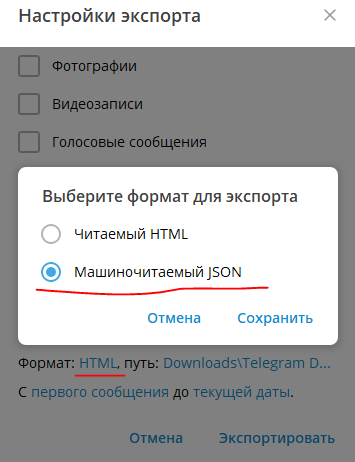 Настройки экспорта
Фотографии
Видеозаписи
Голосовые сообщения
Выберите формат для экспорта
Читаемый HTML
Машиночитаемый JSON
Отмена Сохранить
Формат: HTML, путь: Downloads\Telegram D...
С первого сообщения до текущей даты.
Отмена Экспортировать